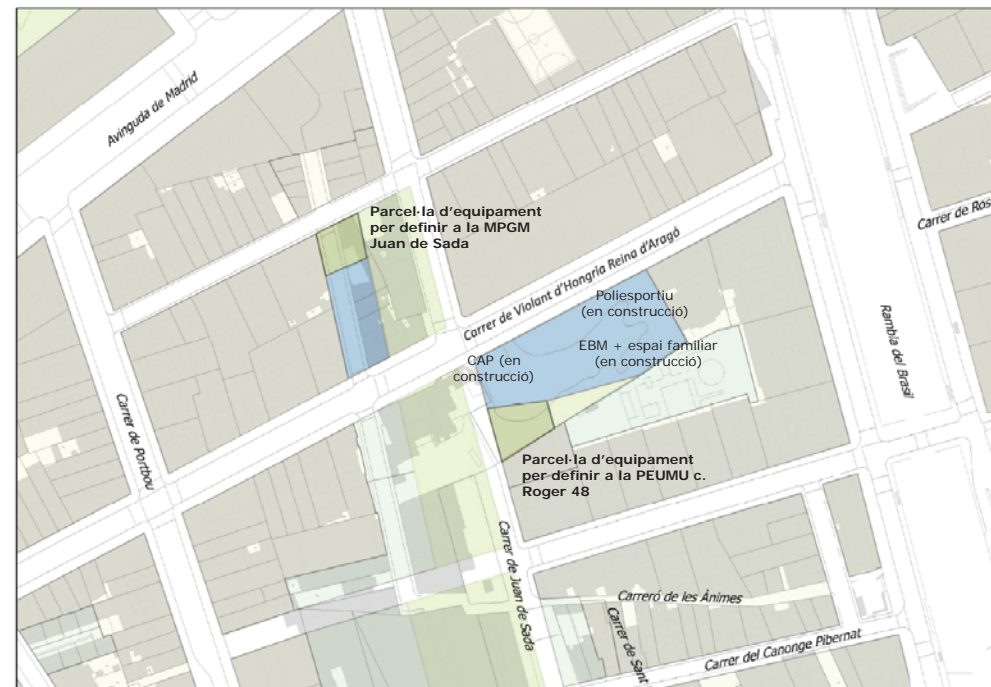 Avinguda de Madrid
Parcel·la d'equipament
per definir a la MPGM
Juan de Sada
Carrer de Ros
Carrer de Violant d'Hongria Reina d'Aragó
Poliesportiu
(en construcció)
Rambla del Brasil
EBM + espai familiar
(en construcció)
CAP (en
construcció)
Carrer de Portbou
Parcel·la d'equipament
per definir a la PEUMU c.
Roger 48
Carrer de Juan de Sada
Carreró de les Ànimes
Carrer de Sant
Carrer del Canonge Pibernat